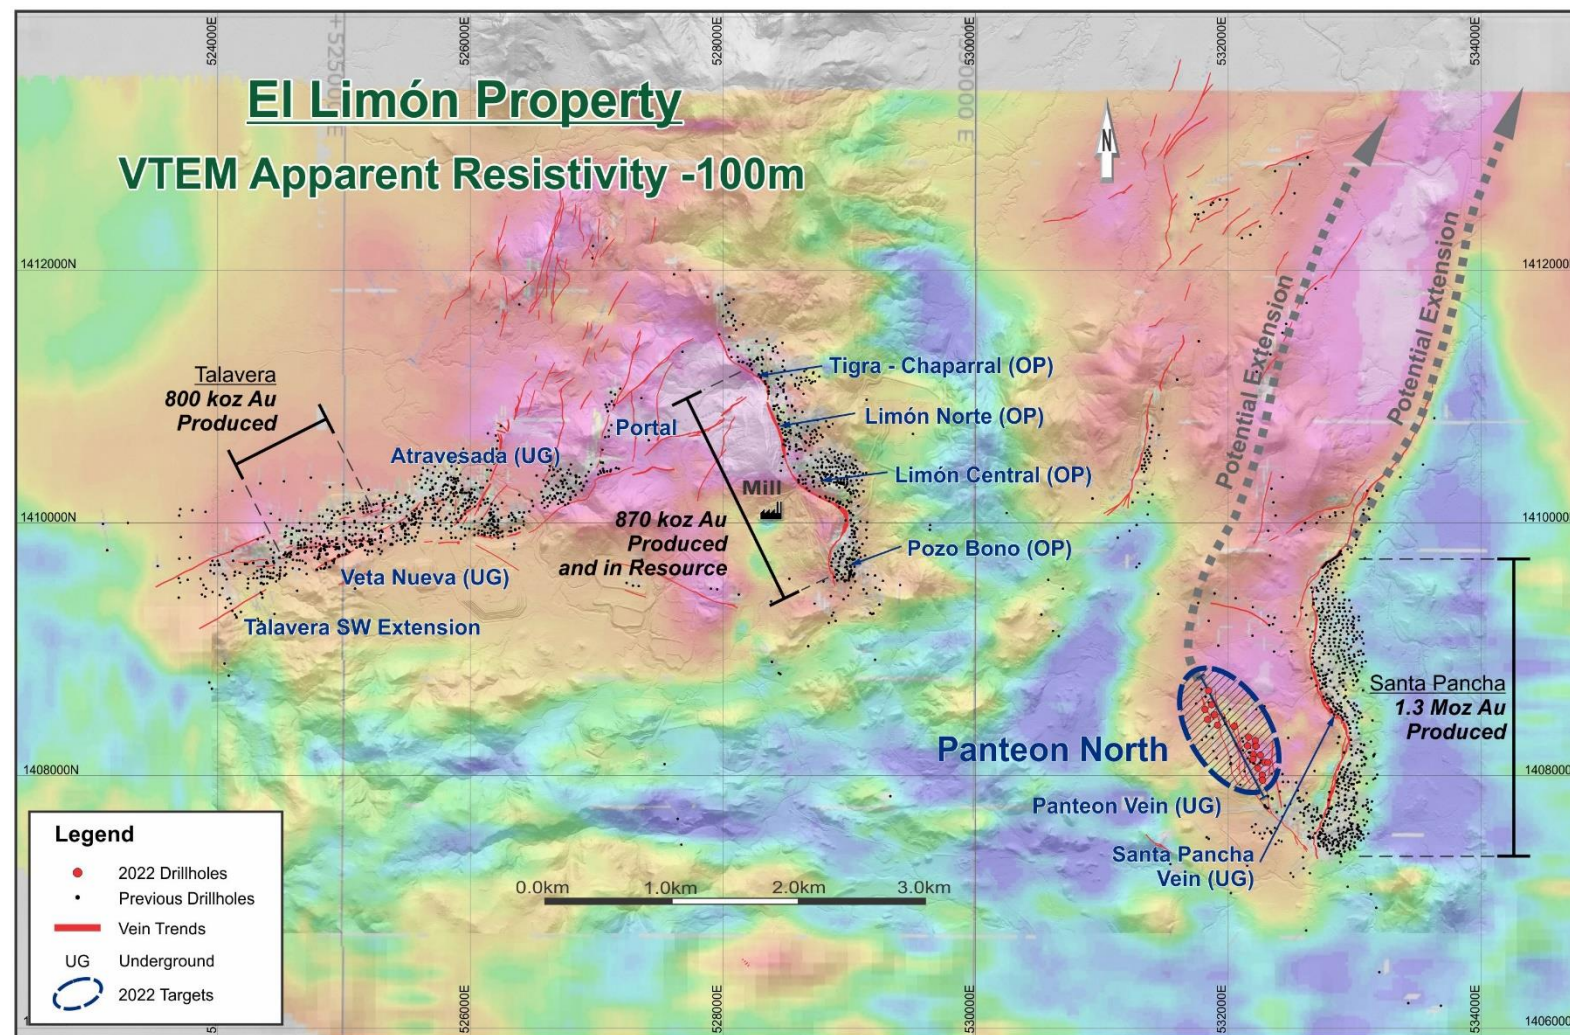 524000E
526000E
528000E
530000E
532000E
534000E
+525000 E
+530000 E
El Limón Property
VTEM Apparent Resistivity -100m
N
1412000N
1412000
Talavera
800 koz Au
Produced
Atravesada (UG)
Portal
Tigra - Chaparral (OP)
Limón Norte (OP)
Limón Central (OP)
Mill
Pozo Bono (OP)
870 koz Au
Produced
and in Resource
Veta Nueva (UG)
Talavera SW Extension
Potential Extension
Potential Extension
1410000N
1410000
Santa Pancha
1.3 Moz Au
Produced
Panteon North
Panteon Vein (UG)
Santa Pancha
Vein (UG)
1408000N
1408000
0.0km
1.0km
2.0km
3.0km
Legend
2022 Drillholes
Previous Drillholes
Vein Trends
UG Underground
2022 Targets
526000E
528000E
530000E
532000E
534000E
1406000